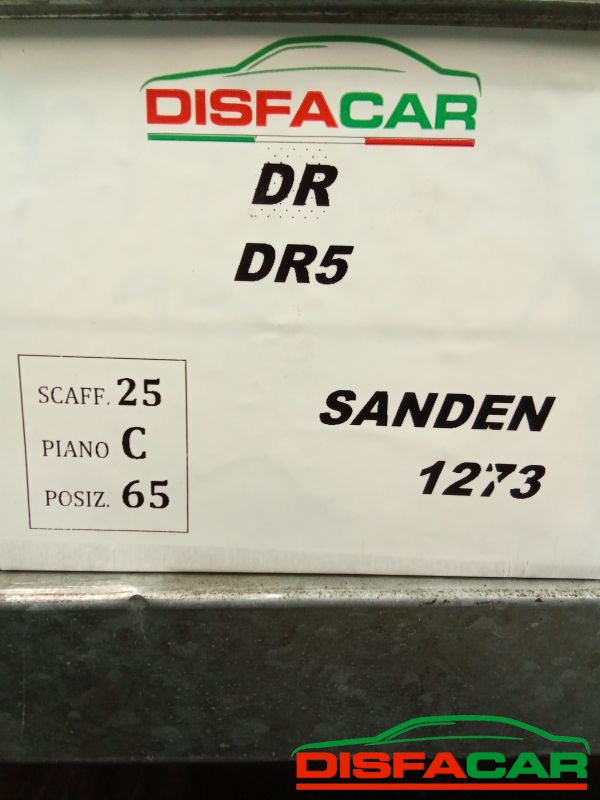 DISFACAR
DR
DR5
SCAFF. 25
PIANO C
POSIZ. 65
SANDEN
1273
DISFACAR